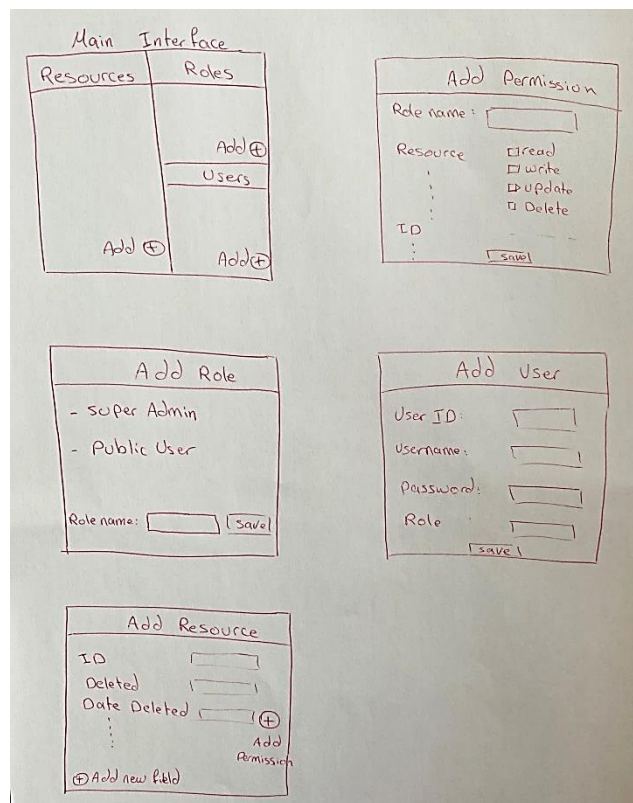 Main Interface
Resources
Roles
Add
Users
Add
Add
Add Permission
Role name:
Resource
read
write
update
Delete
ID
save
Add Role
- super Admin
- Public User
Role name:
save
Add User
User ID:
Username:
Password:
Role
save
Add Resource
ID
Deleted
Date Deleted
Add
Permission
Add new field